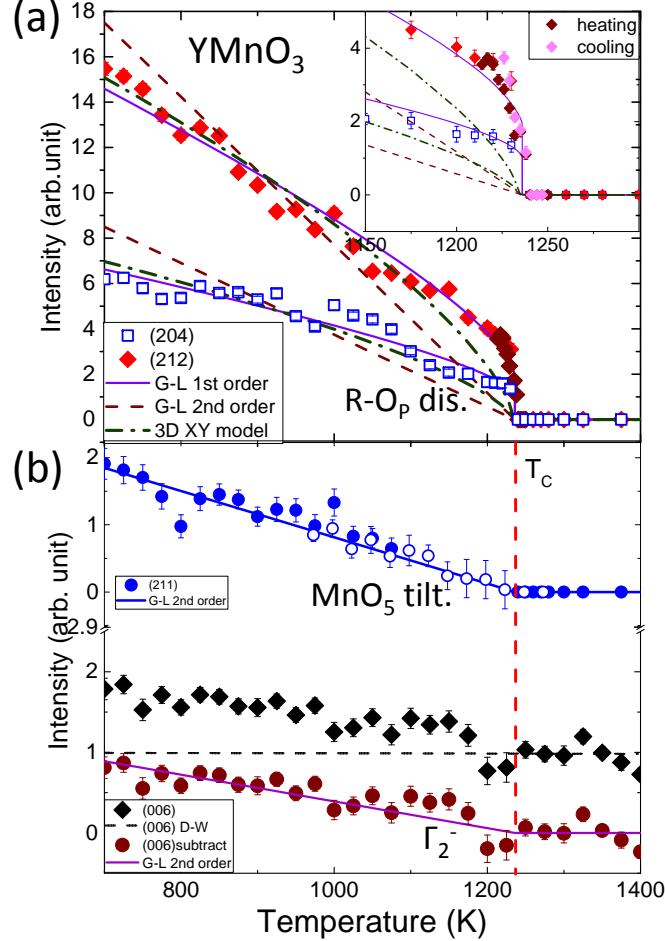 (a)
YMnO3
heating
cooling
4
2
0
1150
1200
1250
18
16
14
12
10
8
6
4
2
0
Intensity (arb.unit)
(204)
(212)
G-L 1st order
G-L 2nd order
3D XY model
R-OP dis.
(b)
TC
2
1
0
2.9
(211)
G-L 2nd order
MnO5 tilt.
Intensity (arb. unit)
2
1
0
(006)
(006) D-W
(006)subtract
G-L 2nd order
Γ2-
800
1000
1200
1400
Temperature (K)